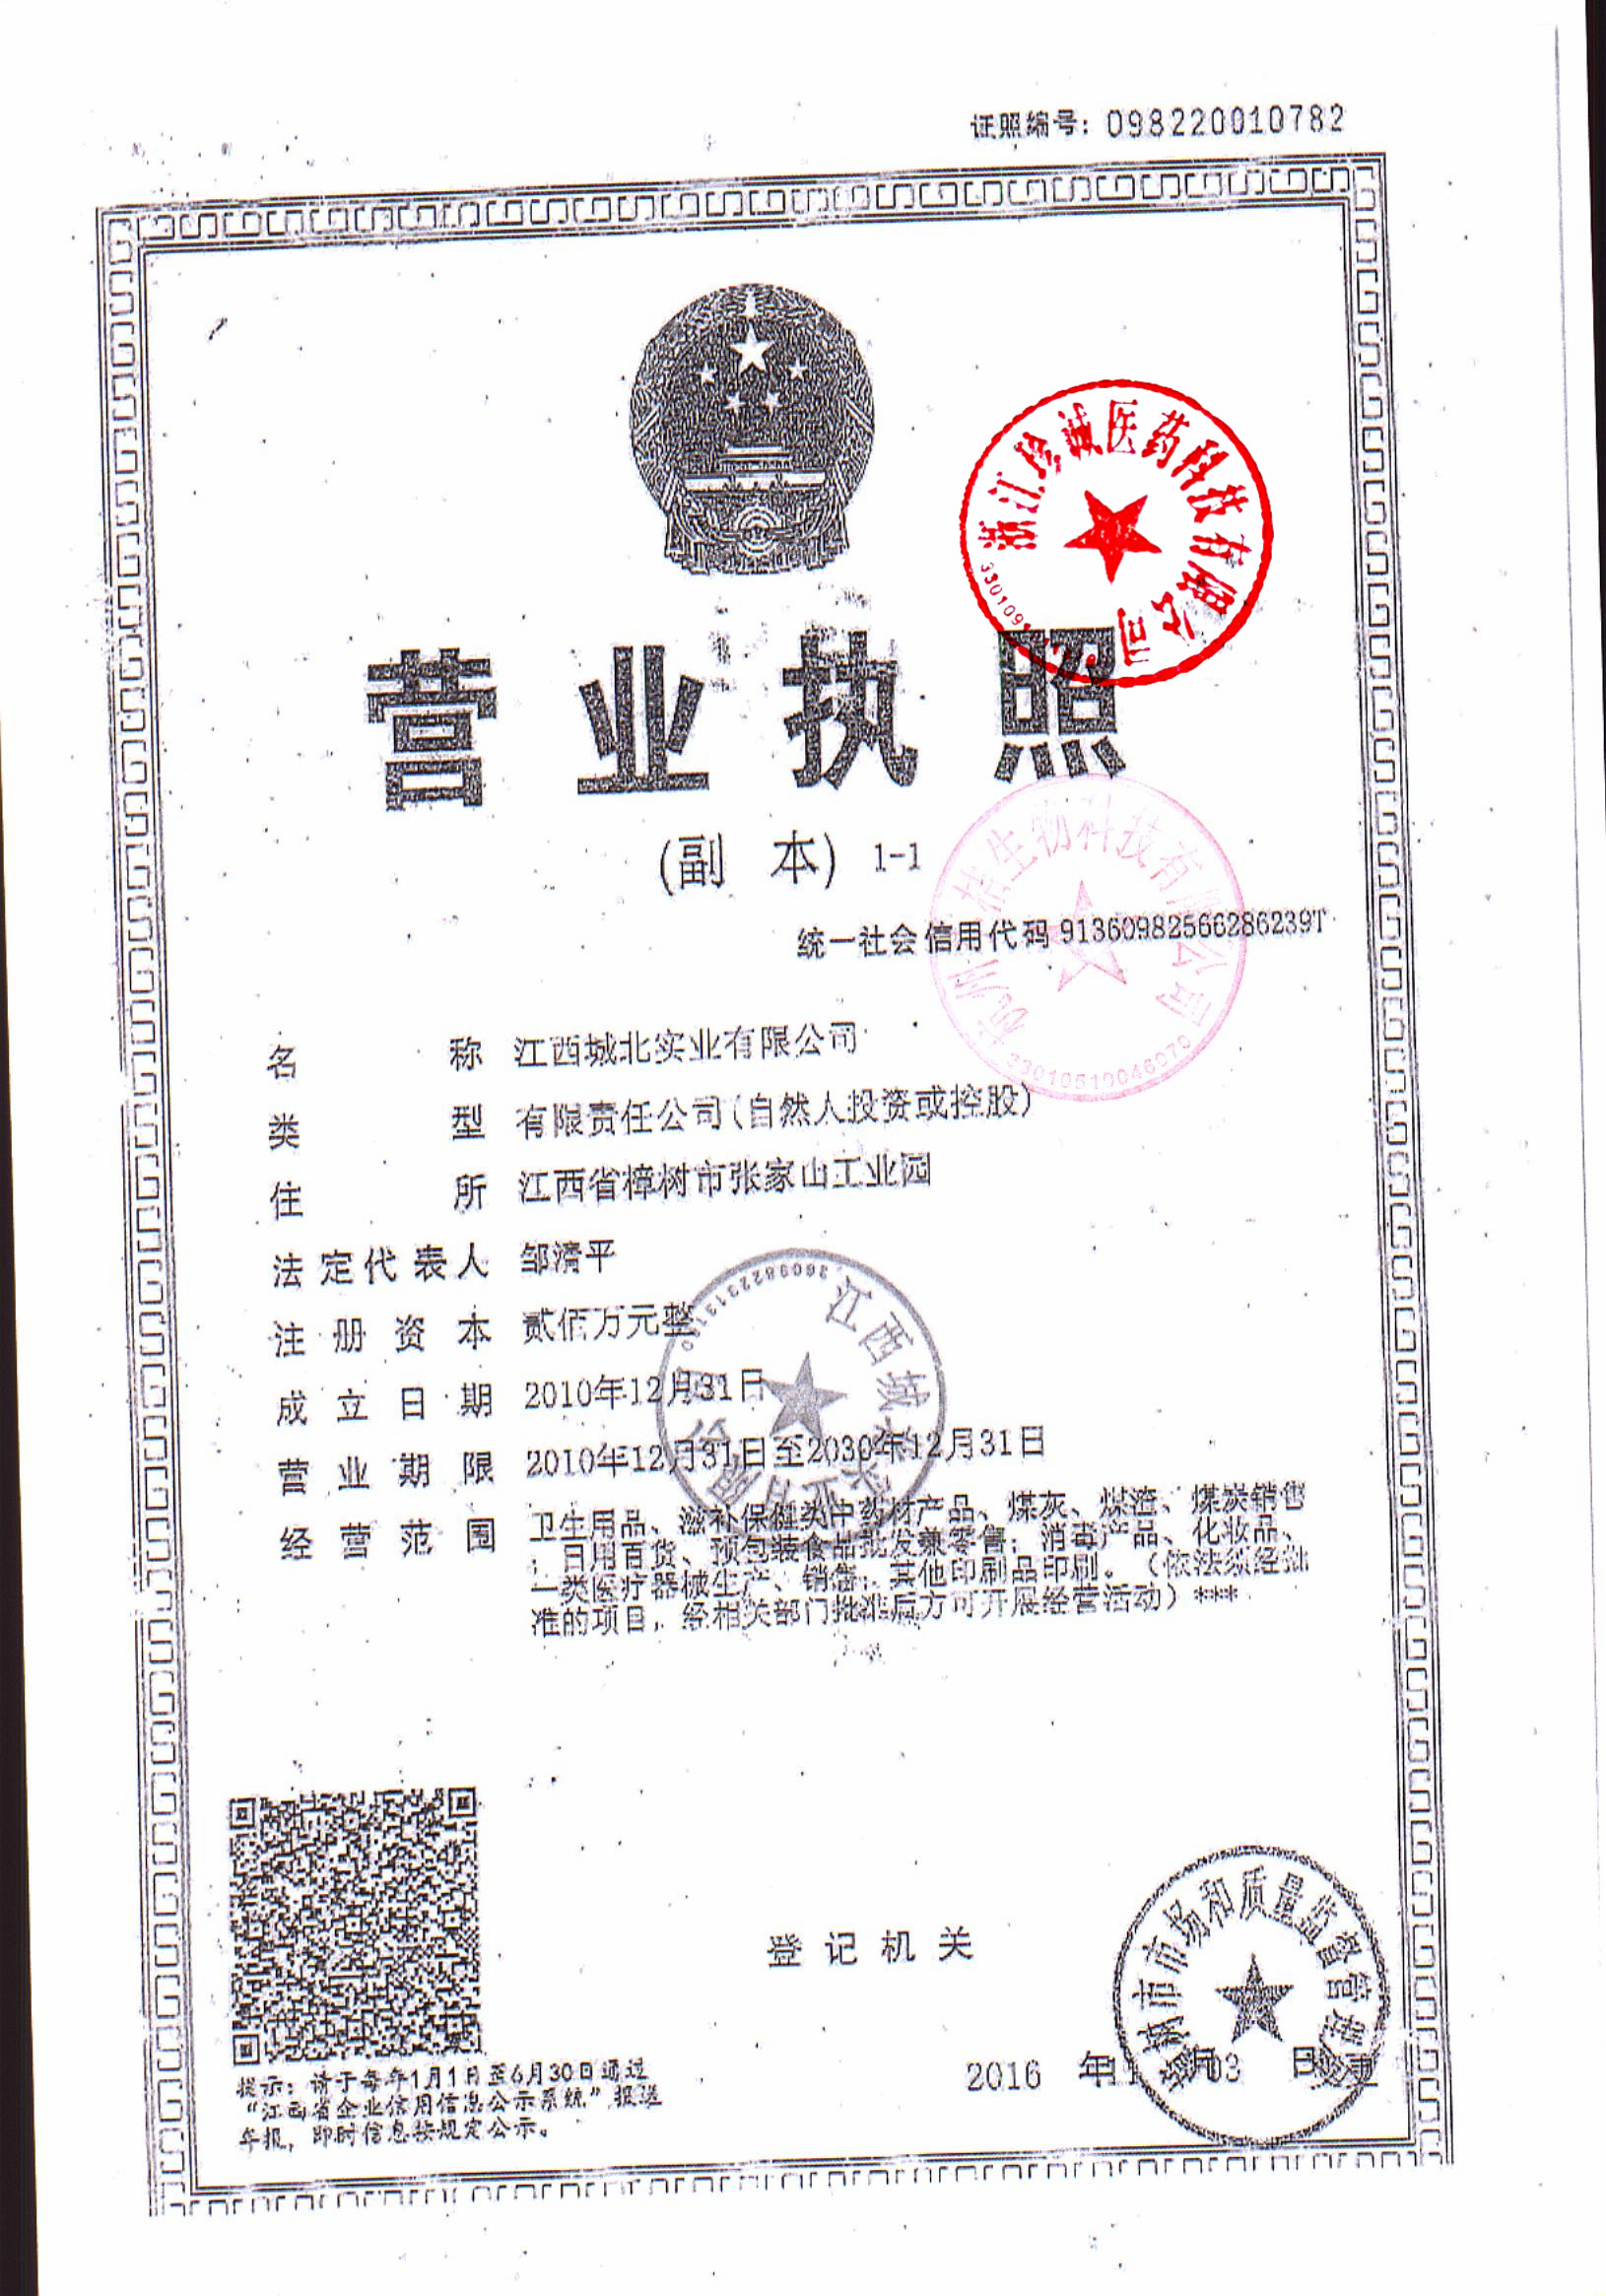 证照编号：098220010782
浙江珍诚医药科技有限公司
330109
营业执照
(副 本) 1-1
生物科技有限公司
33010510046070
统一社会信用代码 91360982566286239T
名称 江西城北实业有限公司
类型 有限责任公司(自然人投资或控股)
住所 江西省樟树市张家山工业园
法定代表人 邹清平
注册资本 贰佰万元整
成立日期 2010年12月31日
营业期限 2010年12月31日至2030年12月31日
经营范围 卫生用品、滋补保健类中药材产品、煤灰、煤渣、煤炭销售
；日用百货、预包装食品批发兼零售；消毒产品、化妆品、
一类医疗器械生产、销售；其他印刷品印刷。（依法须经批
准的项目，经相关部门批准后方可开展经营活动）***
江西城
登记机关
樟树市市场和质量监督管理
2016 年 月03 日
提示：请于每年1月1日至6月30日通过
“江西省企业信用信息公示系统”报送
年报，即时信息按规定公示。